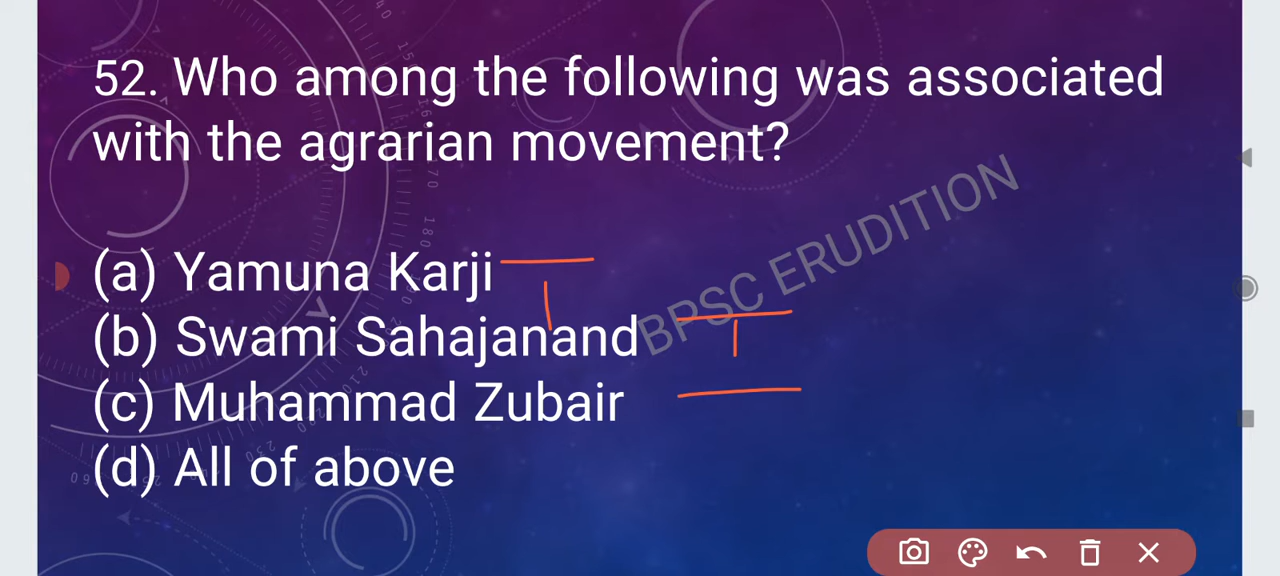 52. Who among the following was associated
with the agrarian movement?
(a) Yamuna Karji
(b) Swami Sahajanand
(c) Muhammad Zubair
(d) All of above
BPSC ERUDITION